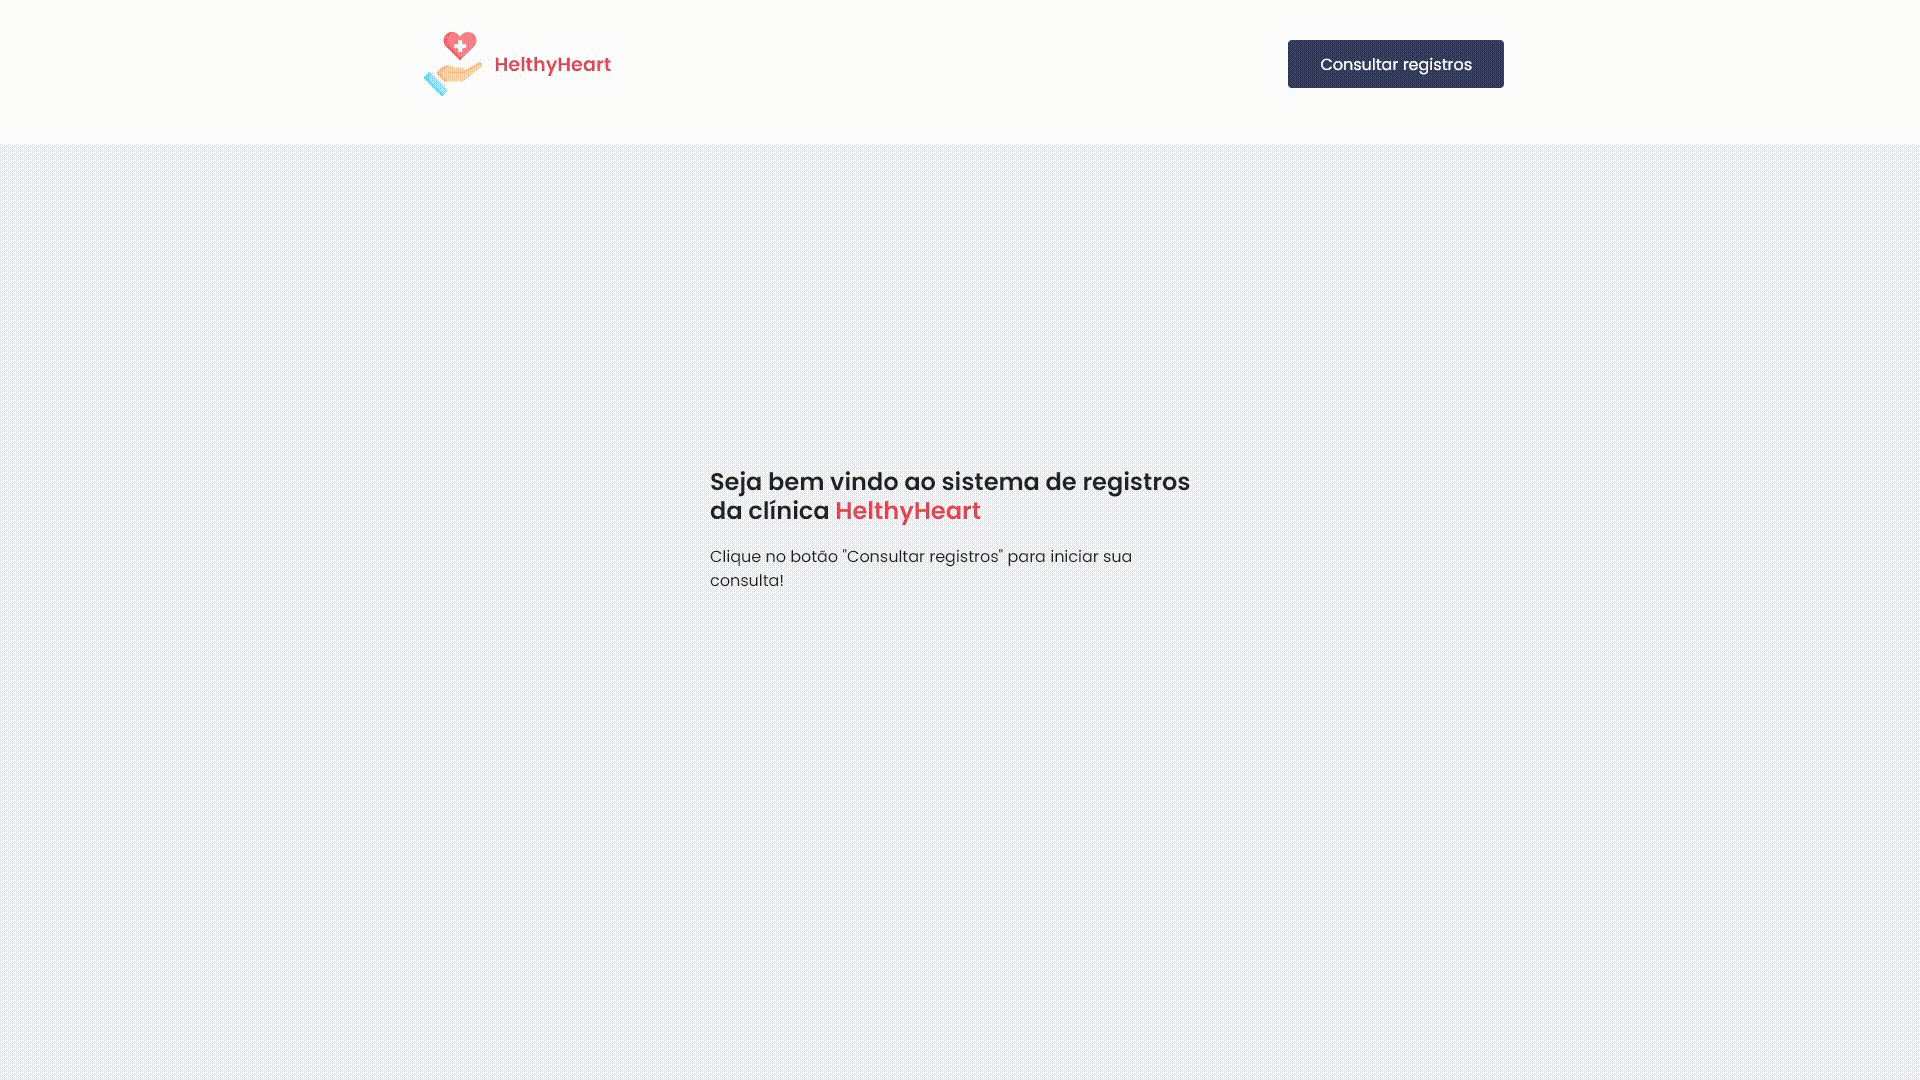 HelthyHeart
Consultar registros
Seja bem vindo ao sistema de registros
da clínica HelthyHeart
Clique no botão "Consultar registros" para iniciar sua
consulta!